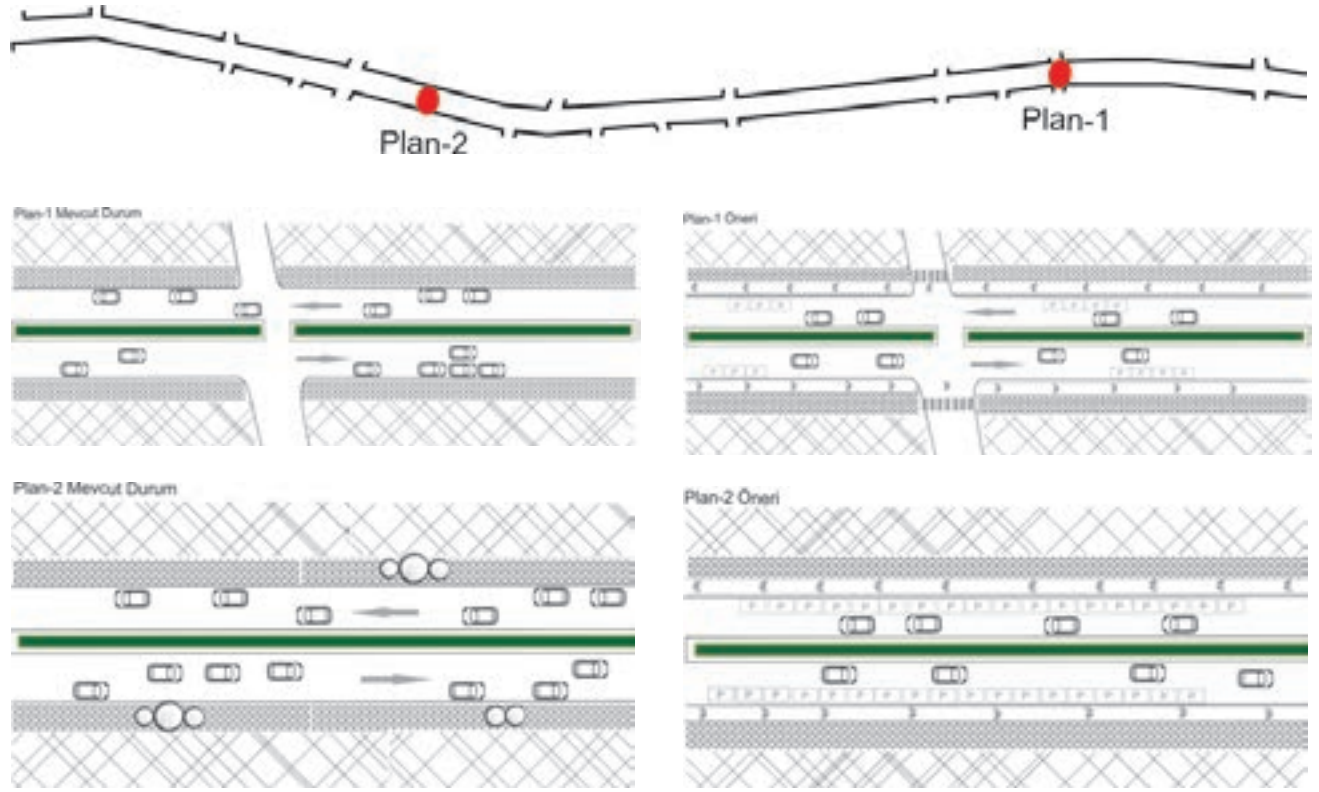 Plan-2
Plan-1
Plan-1 Mevcut Durum
Plan-1 Öneri
P P P P
P P P P
P P P
P P P P
Plan-2 Mevcut Durum
Plan-2 Öneri